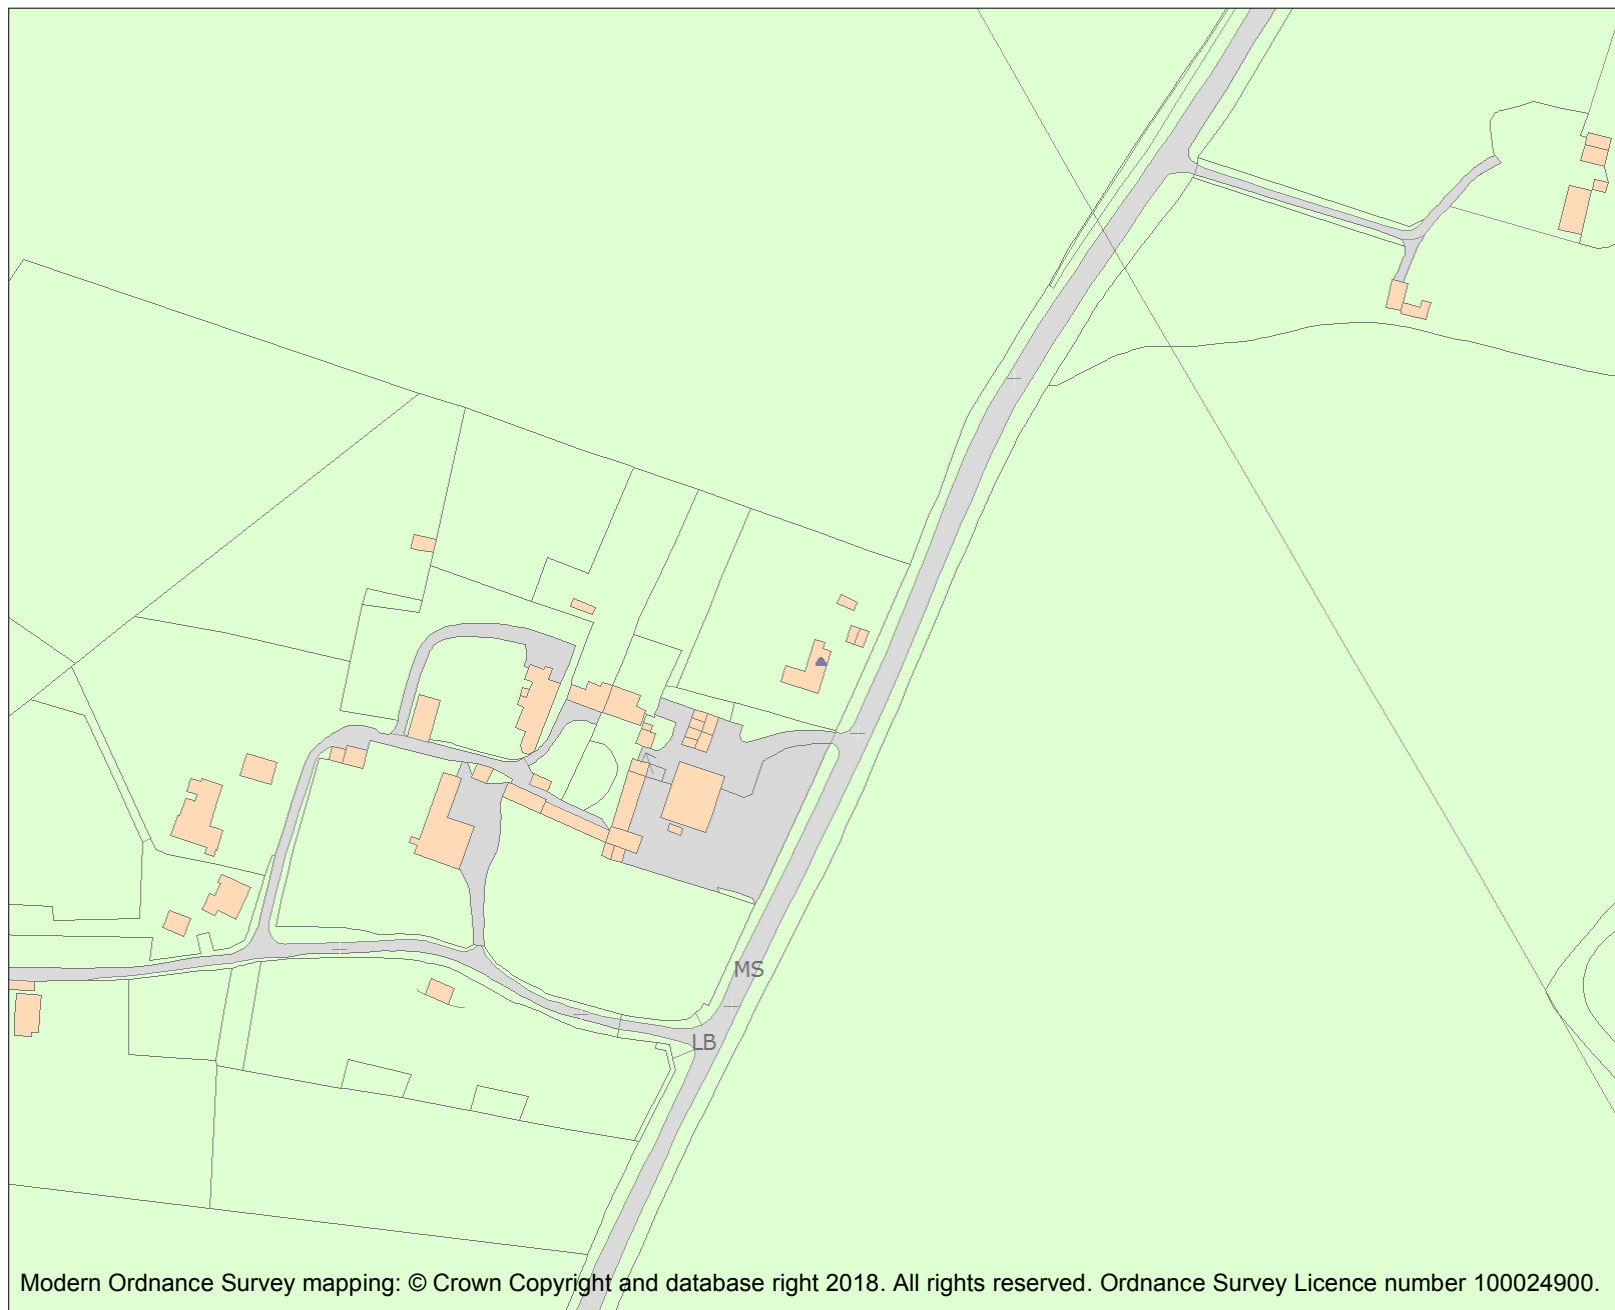 MS
LB
Modern Ordnance Survey mapping: © Crown Copyright and database right 2018. All rights reserved. Ordnance Survey Licence number 100024900.